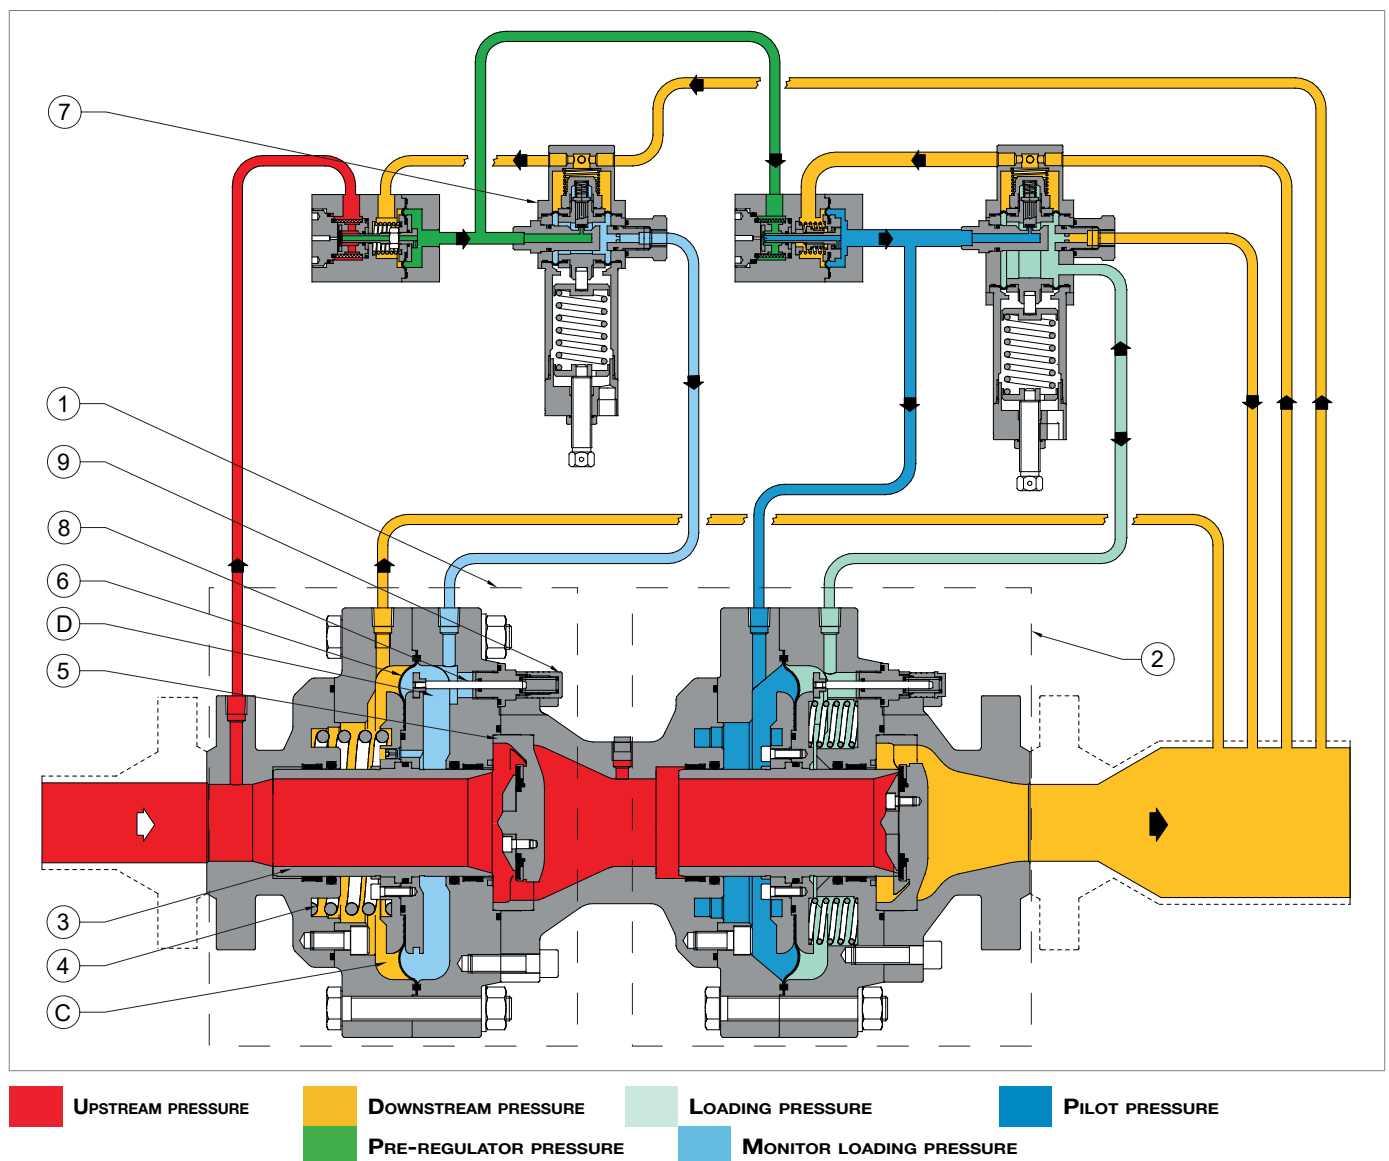 7
1
9
8
6
D
5
2
3
4
C
UPSTREAM PRESSURE
DOWNSTREAM PRESSURE
LOADING PRESSURE
PILOT PRESSURE
PRE-REGULATOR PRESSURE
MONITOR LOADING PRESSURE